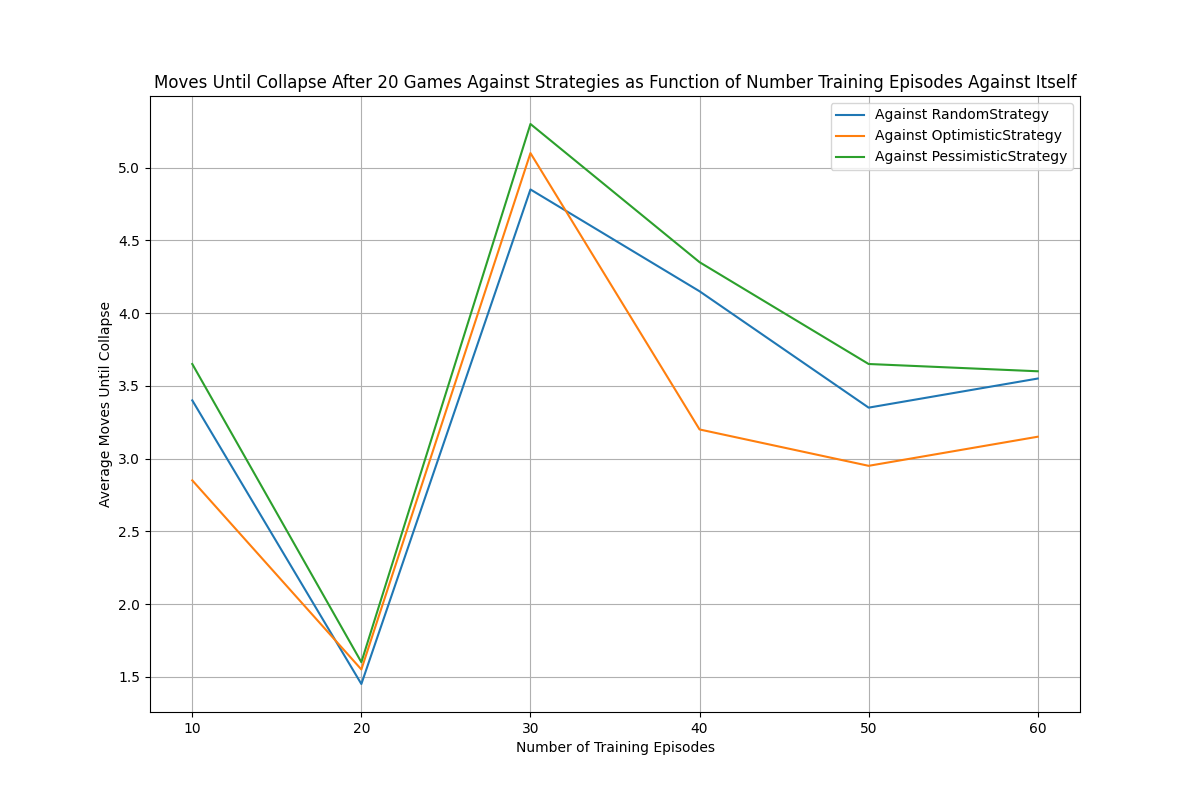 Moves Until Collapse After 20 Games Against Strategies as Function of Number Training Episodes Against Itself
Against RandomStrategy
Against OptimisticStrategy
Against PessimisticStrategy
Average Moves Until Collapse
5.0
4.5
4.0
3.5
3.0
2.5
2.0
1.5
10 20 30 40 50 60
Number of Training Episodes